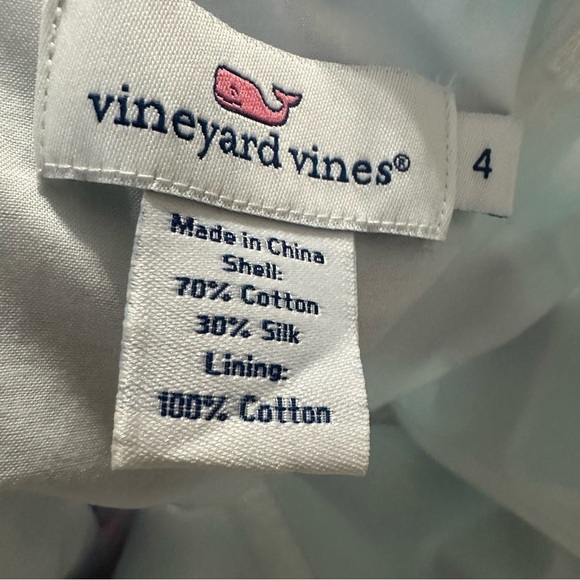 vineyard vines®
4
Made in China
Shell:
70% Cotton
30% Silk
Lining:
100% Cotton